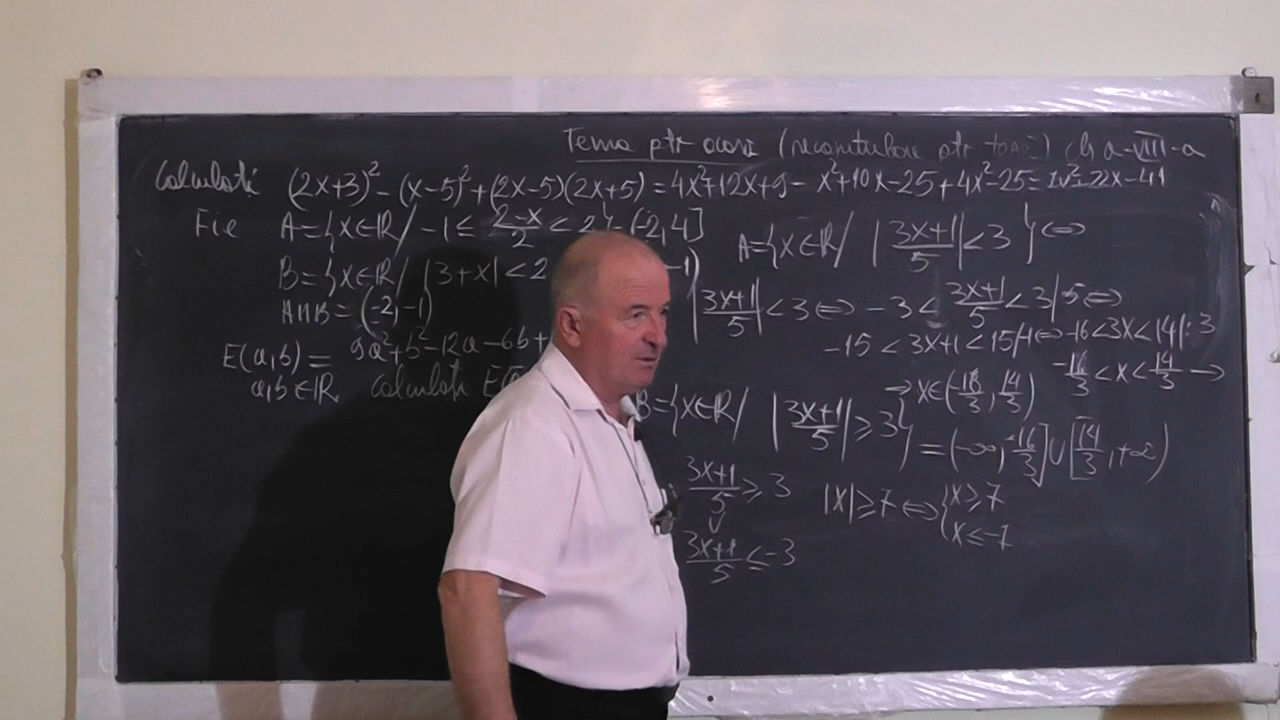 Tema ptr acasă (recapitulare ptr toată) cls a-VIII-a
Calculati (2x+3)² - (x-5)² + (2x-5)(2x+5) = 4x²+12x+9 - x²+10x-25+4x²-25 = 7x²+22x-41
Fie A={x∈ℝ/ -1 ≤ (2-x)/2 < 2} = (-2,4]
B={x∈ℝ/ |3+x| < 2 -1)
A∩B = (-2,-1)
E(a,b) = 9a²+b²-12a-6b+
a,b ∈ℝ calculati
A={x∈ℝ/ |(3x+1)/5| < 3 } ⇔
|(3x+1)/5| < 3 ⇔ -3 < (3x+1)/5 < 3 |·5 ⇔
-15 < 3x+1 < 15 |-1 ⇔ -16 < 3x < 14 |:3
-16/3 < x < 14/3 →
→ x∈(-16/3, 14/3)
B={x∈ℝ/ |(3x+1)/5| ≥ 3} = (-∞, -16/3] ∪ [14/3, +∞)
(3x+1)/5 ≥ 3
|x| ≥ 7 ⇔ {x ≥ 7
x ≤ -7
(3x+1)/5 ≤ -3